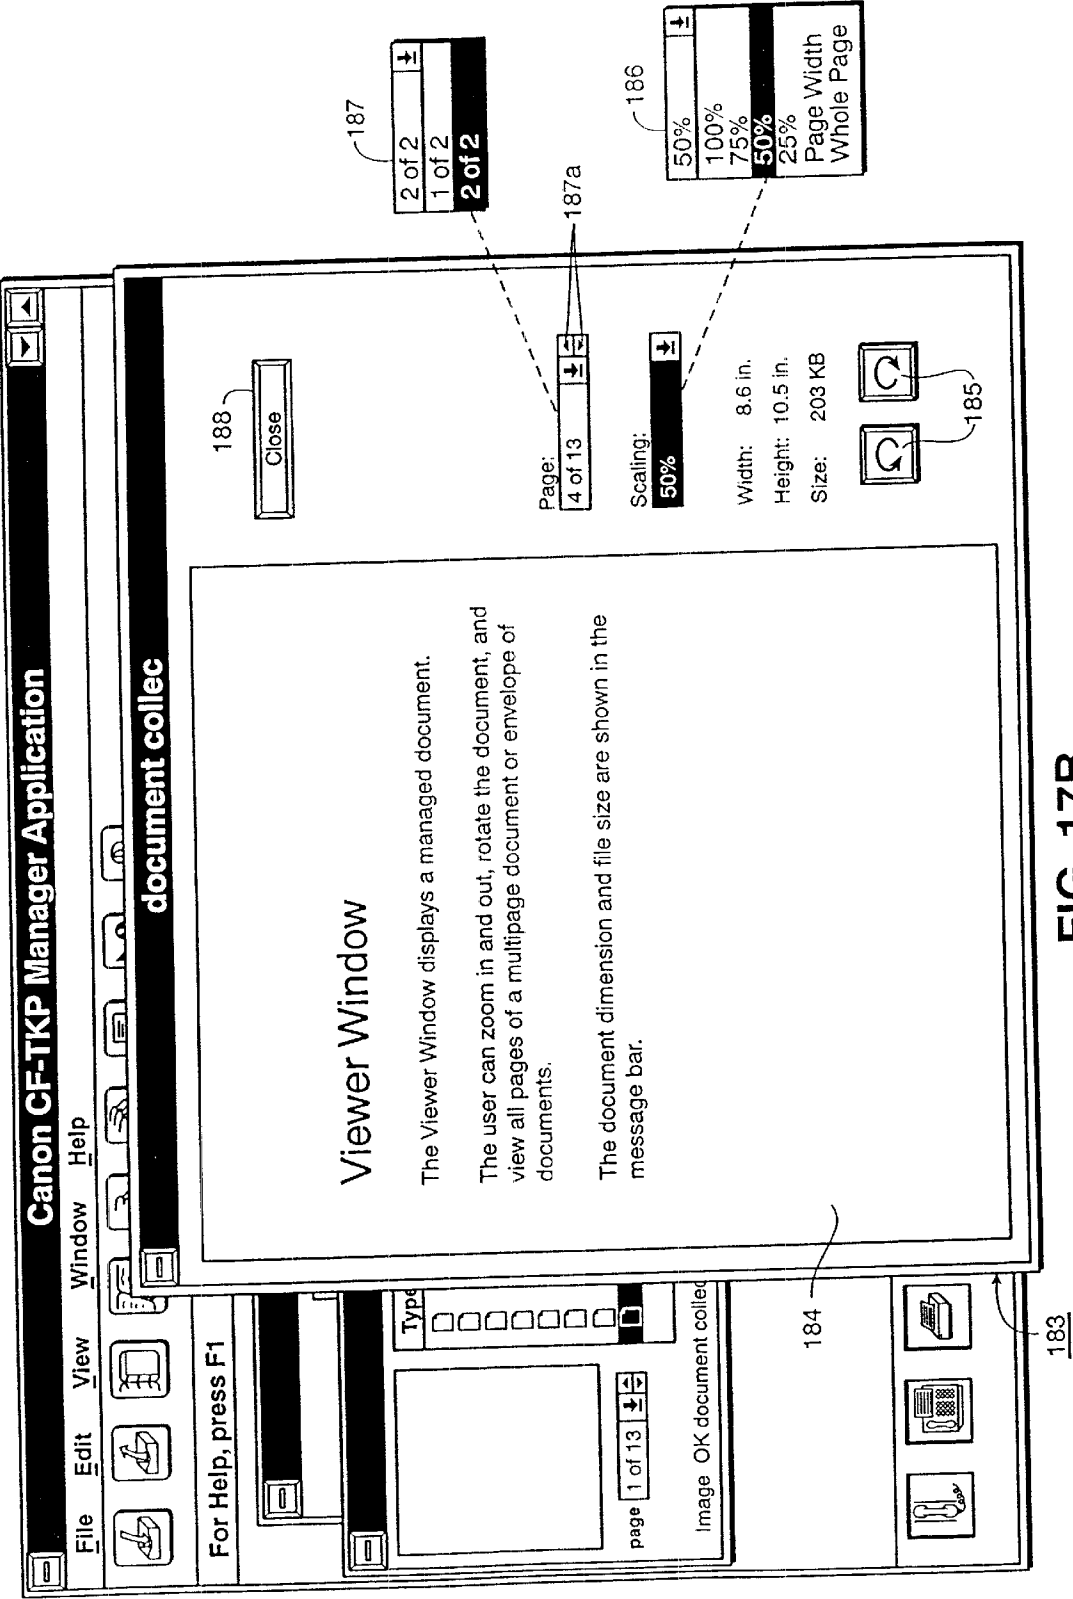 Canon CF-TKP Manager Application
File Edit View Window Help
For Help, press F1
document collec
188
Close
Viewer Window
The Viewer Window displays a managed document.
The user can zoom in and out, rotate the document, and
view all pages of a multipage document or envelope of
documents.
The document dimension and file size are shown in the
message bar.
184
Page:
4 of 13
187a
Scaling:
50%
Width: 8.6 in.
Height: 10.5 in.
Size: 203 KB
185
187
2 of 2
1 of 2
2 of 2
186
50%
100%
75%
50%
25%
Page Width
Whole Page
Type
page 1 of 13
Image OK document collec
183
FIG. 17B